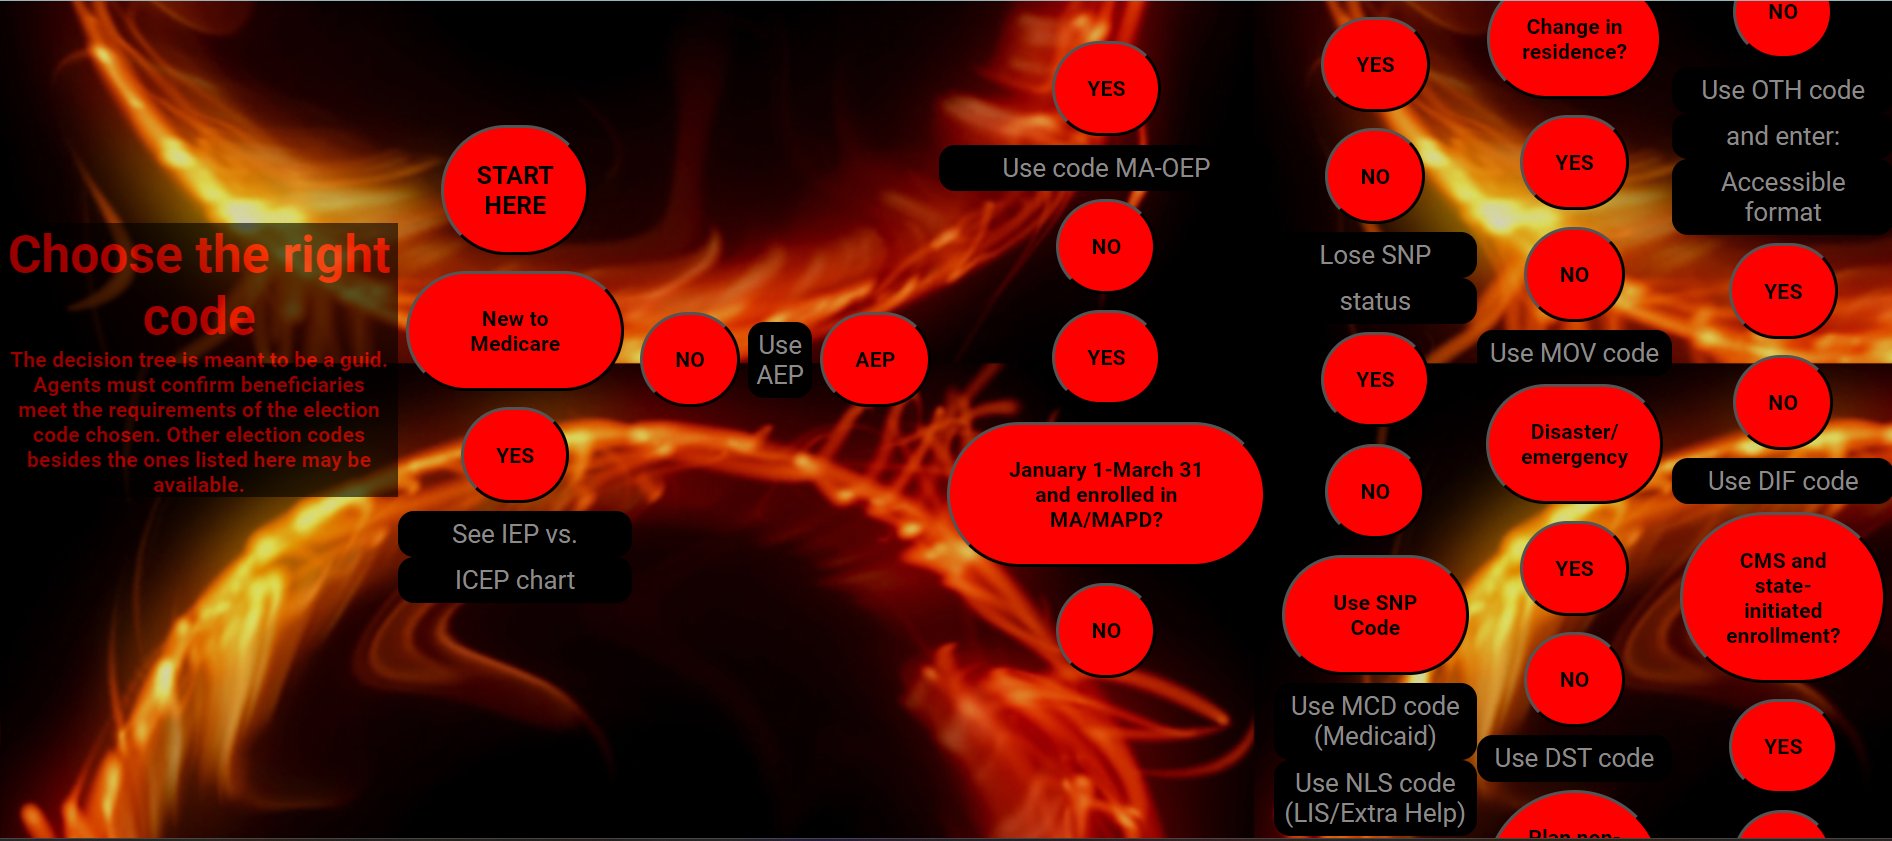 Choose the right
code
The decision tree is meant to be a guid.
Agents must confirm beneficiaries
meet the requirements of the election
code chosen. Other election codes
besides the ones listed here may be
available.
START
HERE
New to
Medicare
YES
See IEP vs.
ICEP chart
NO
Use
AEP
AEP
YES
Use code MA-OEP
NO
YES
January 1-March 31
and enrolled in
MA/MAPD?
NO
YES
NO
Lose SNP
status
YES
NO
Use SNP
Code
Use MCD code
(Medicaid)
Use NLS code
(LIS/Extra Help)
Change in
residence?
YES
NO
Use MOV code
Disaster/
emergency
YES
NO
Use DST code
Plan non-
NO
Use OTH code
and enter:
Accessible
format
YES
NO
Use DIF code
CMS and
state-
initiated
enrollment?
YES